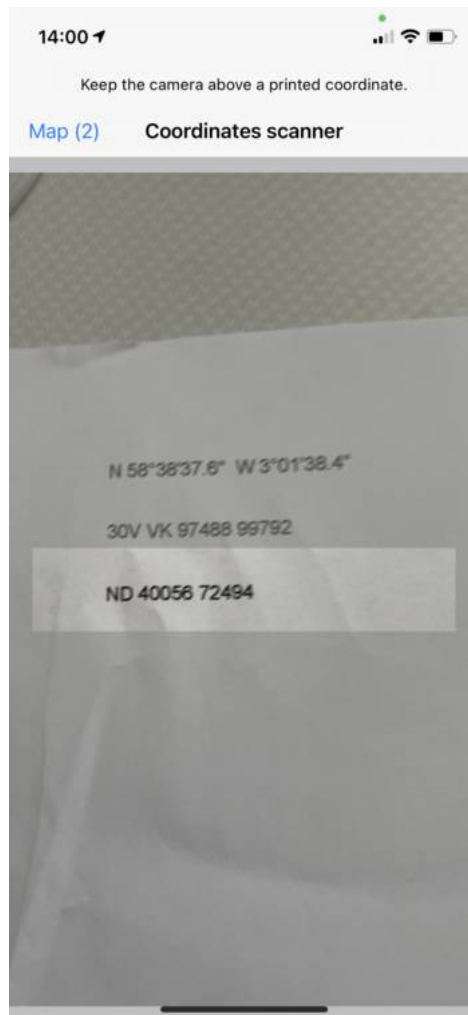 14:00
Keep the camera above a printed coordinate.
Map (2) Coordinates scanner
N 58°38'37.6" W 3°01'38.4"
30V VK 97488 99792
ND 40056 72494